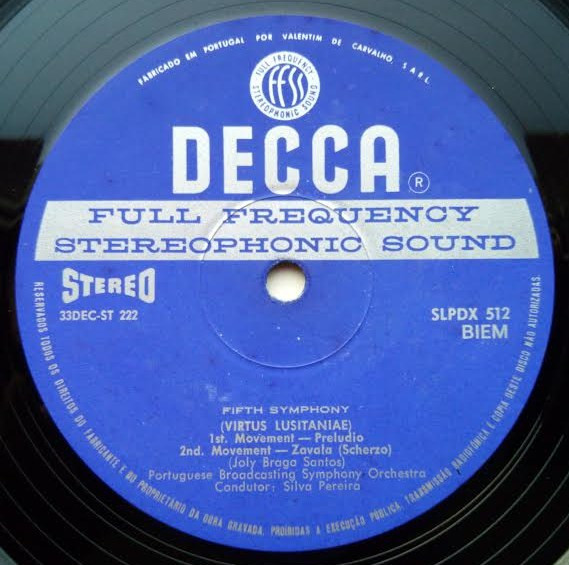 FABRICADO EM PORTUGAL POR VALENTIM DE CARVALHO, S A R L
FULL FREQUENCY
FFSS
STEREOPHONIC SOUND
DECCA ®
FULL FREQUENCY
STEREOPHONIC SOUND
STEREO
33DEC-ST 222
SLPDX 512
BIEM
FIFTH SYMPHONY
(VIRTUS LUSITANIAE)
1st. Movement — Preludio
2nd. Movement — Zavala (Scherzo)
(Joly Braga Santos)
Portuguese Broadcasting Symphony Orchestra
Condutor: Silva Pereira
RESERVADOS TODOS OS DIREITOS DO FABRICANTE E DO PROPRIETÁRIO DA OBRA GRAVADA. PROIBIDAS A EXECUÇÃO PÚBLICA, TRANSMISSÃO RADIOFÓNICA E CÓPIA DESTE DISCO NÃO AUTORIZADAS.